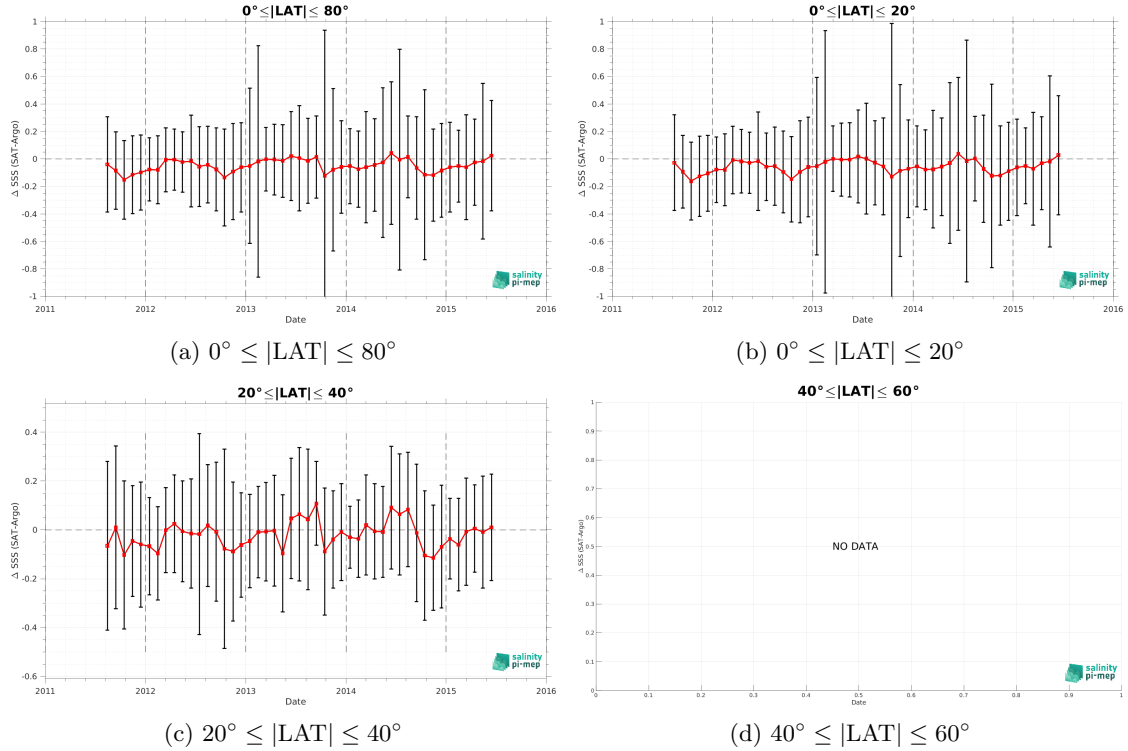 0°≤|LAT|≤ 80°
Δ SSS (SAT-Argo)
1
0.8
0.6
0.4
0.2
0
-0.2
-0.4
-0.6
-0.8
-1
2011 2012 2013 2014 2015 2016
Date
salinity
pi-mep
(a) 0° ≤ |LAT| ≤ 80°
0°≤|LAT|≤ 20°
Δ SSS (SAT-Argo)
1
0.8
0.6
0.4
0.2
0
-0.2
-0.4
-0.6
-0.8
-1
2011 2012 2013 2014 2015 2016
Date
salinity
pi-mep
(b) 0° ≤ |LAT| ≤ 20°
20°≤|LAT|≤ 40°
Δ SSS (SAT-Argo)
0.4
0.2
0
-0.2
-0.4
-0.6
2011 2012 2013 2014 2015 2016
Date
salinity
pi-mep
(c) 20° ≤ |LAT| ≤ 40°
40°≤|LAT|≤ 60°
Δ SSS (SAT-Argo)
1
0.9
0.8
0.7
0.6
0.5
0.4
0.3
0.2
0.1
0
NO DATA
0 0.1 0.2 0.3 0.4 0.5 0.6 0.7 0.8 0.9 1
Date
salinity
pi-mep
(d) 40° ≤ |LAT| ≤ 60°